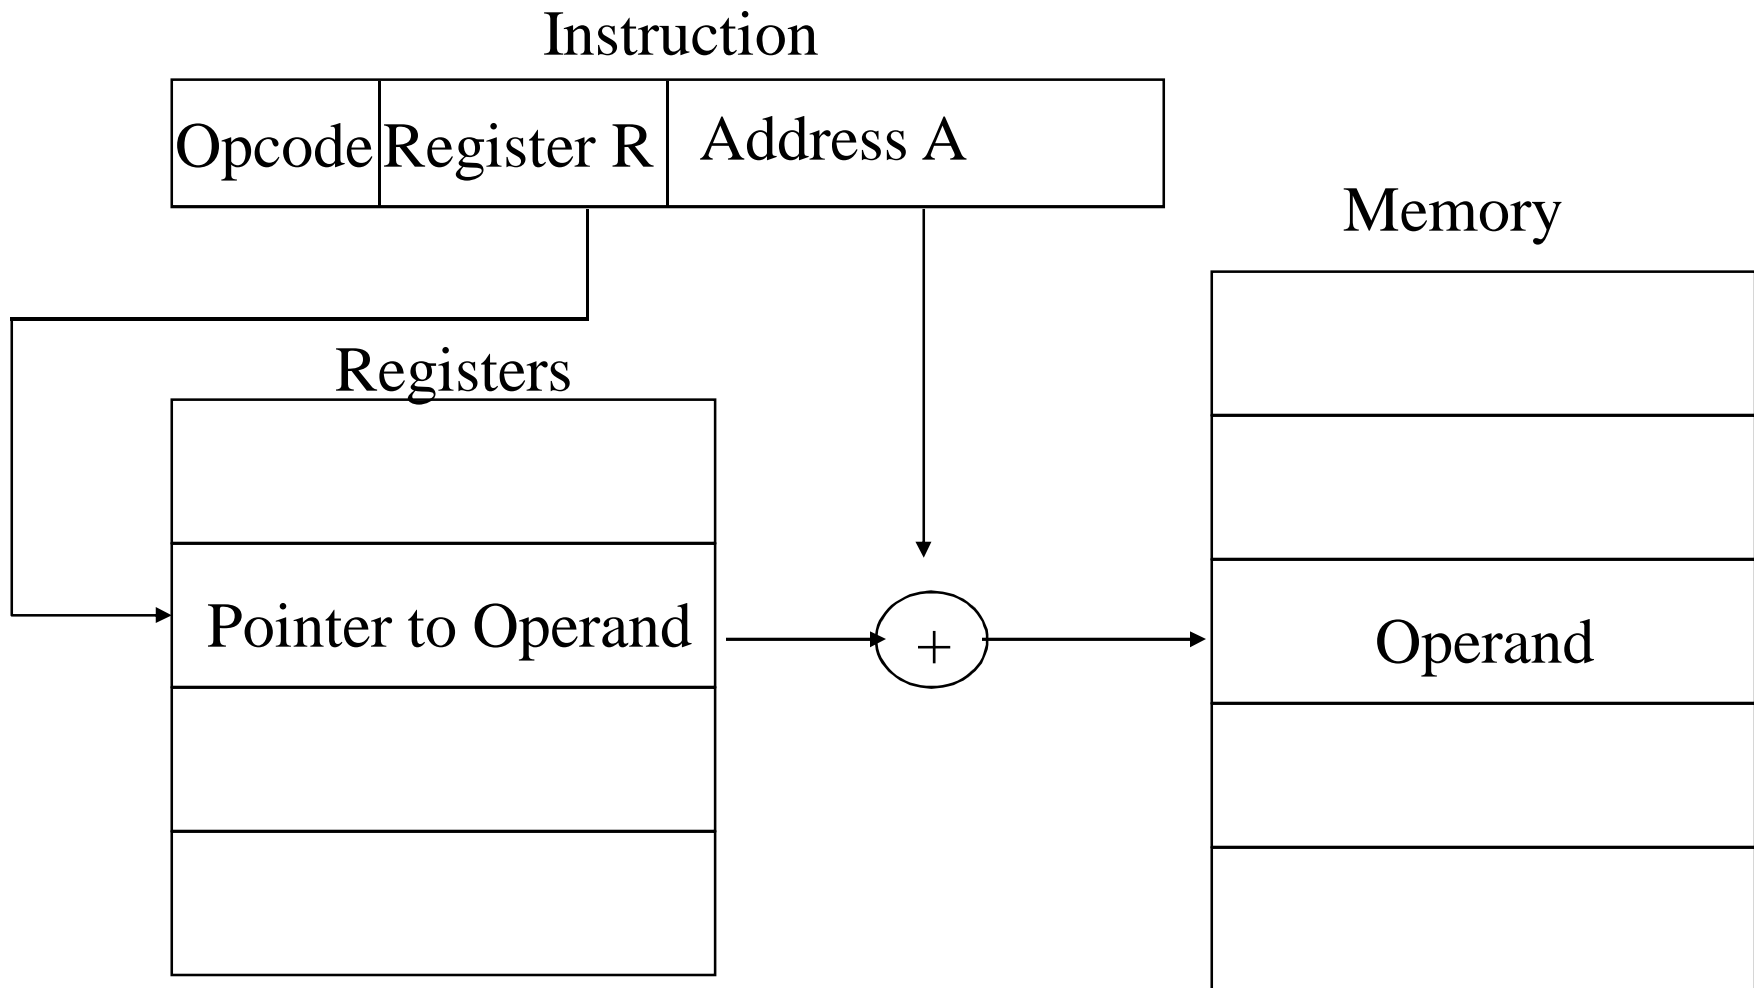 Instruction
Opcode Register R Address A
Memory
Registers
Pointer to Operand + Operand